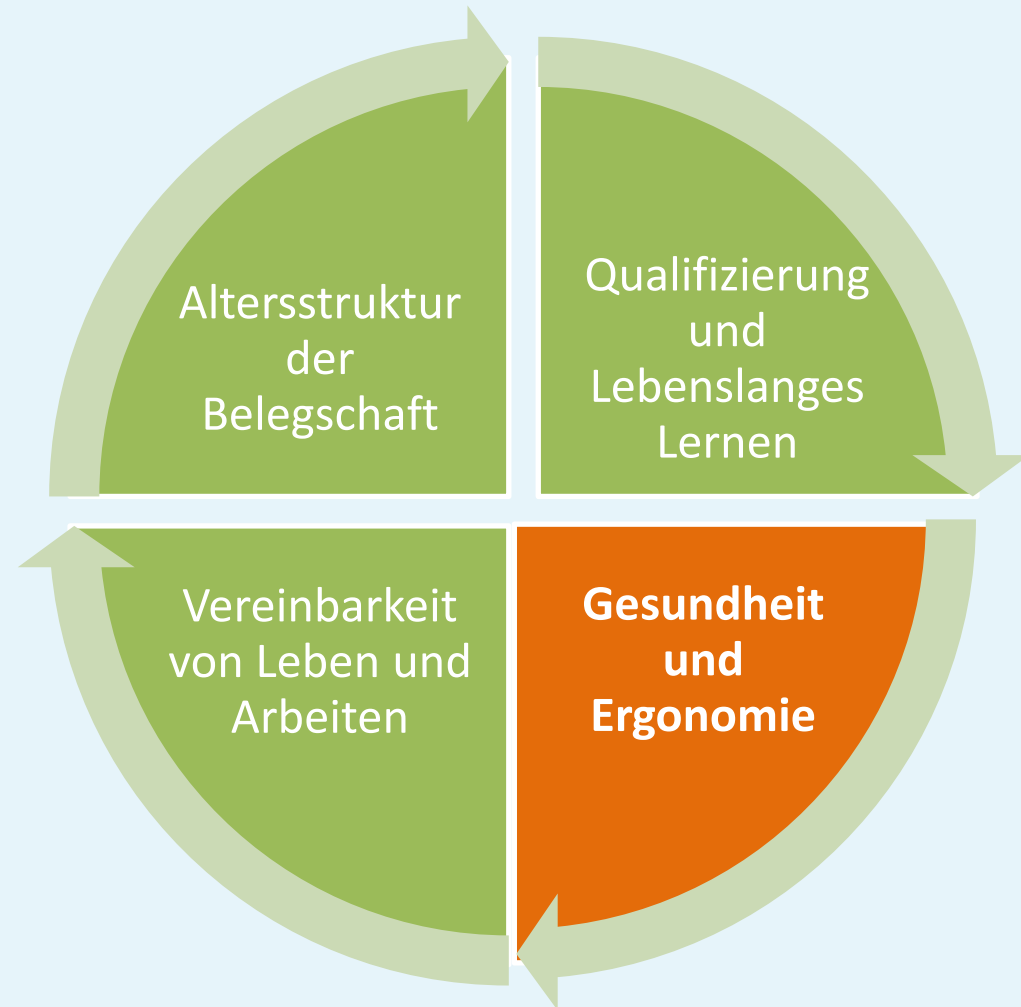 Altersstruktur
der
Belegschaft
Qualifizierung
und
Lebenslanges
Lernen
Vereinbarkeit
von Leben und
Arbeiten
Gesundheit
und
Ergonomie